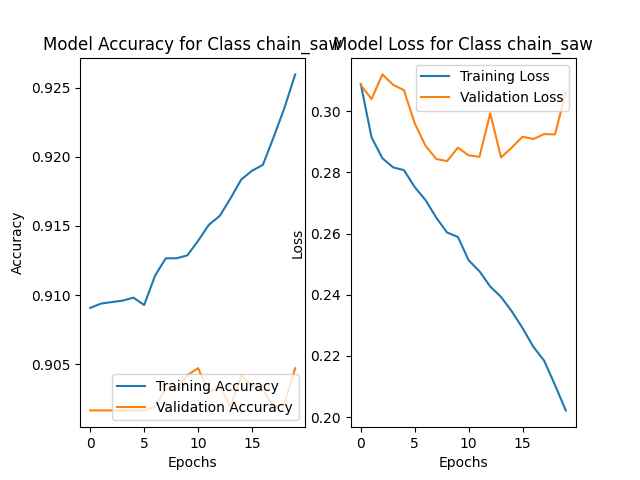 Model Accuracy for Class chain_saw
Model Loss for Class chain_saw
0.925
0.920
0.915
0.910
0.905
Accuracy
Training Accuracy
Validation Accuracy
0
5
10
15
Epochs
0.30
0.28
0.26
0.24
0.22
0.20
Loss
Training Loss
Validation Loss
0
5
10
15
Epochs